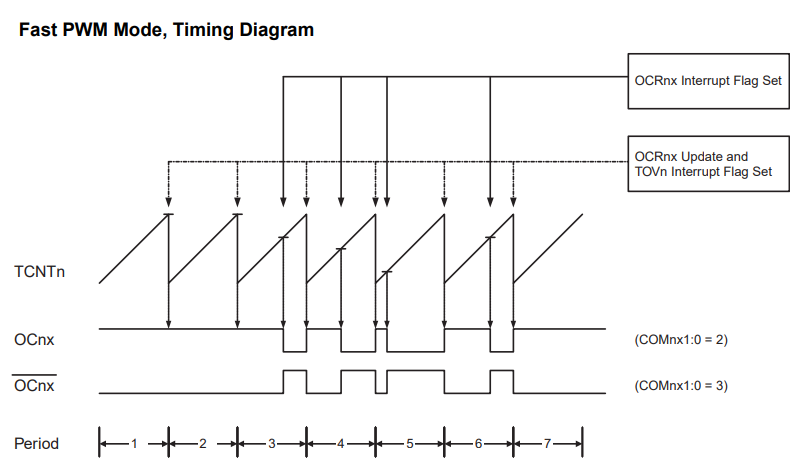 Fast PWM Mode, Timing Diagram
OCRnx Interrupt Flag Set
OCRnx Update and
TOVn Interrupt Flag Set
TCNTn
OCnx
(COMnx1:0 = 2)
OCnx
(COMnx1:0 = 3)
Period
1 2 3 4 5 6 7